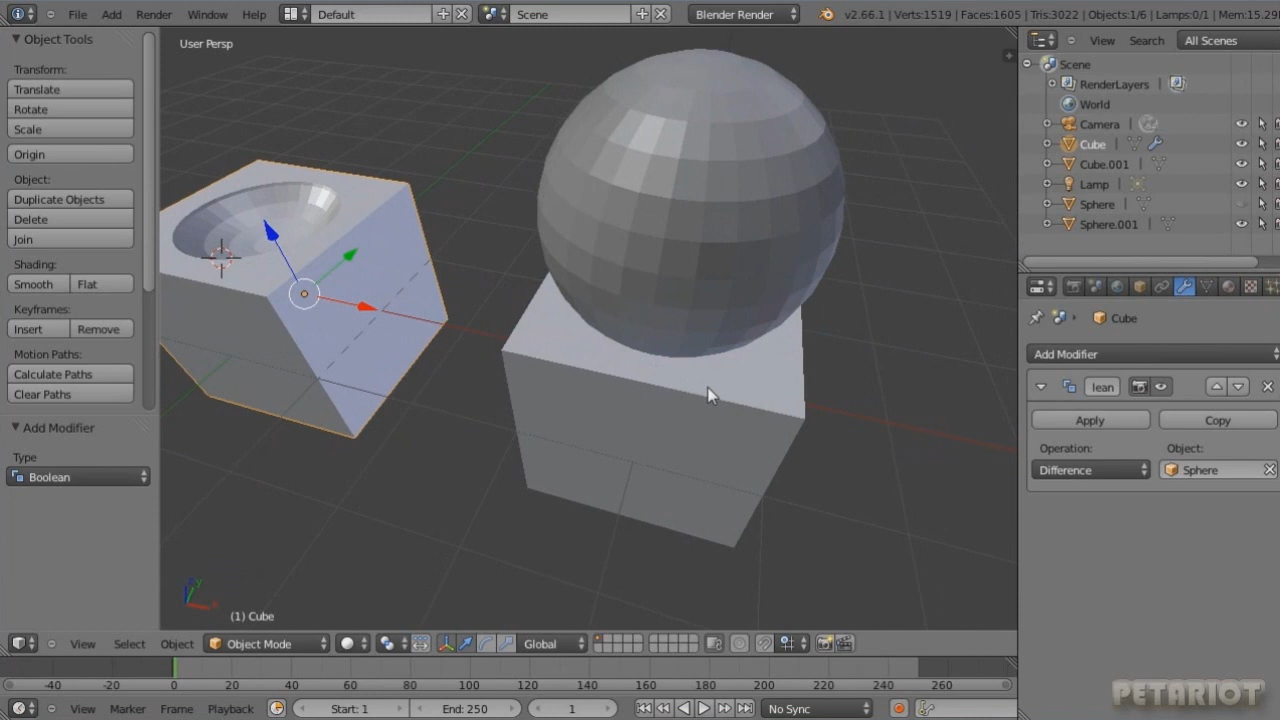 File Add Render Window Help Default Scene Blender Render v2.66.1 | Verts:1519 | Faces:1605 | Tris:3022 | Objects:1/6 | Lamps:0/1 | Mem:15.29
Object Tools
Transform:
Translate
Rotate
Scale
Origin
Object:
Duplicate Objects
Delete
Join
Shading:
Smooth Flat
Keyframes:
Insert Remove
Motion Paths:
Calculate Paths
Clear Paths
Add Modifier
Type
Boolean
User Persp
(1) Cube
View Select Object Object Mode Global
View Search All Scenes
Scene
RenderLayers
World
Camera
Cube
Cube.001
Lamp
Sphere
Sphere.001
Cube
Add Modifier
lean
Apply Copy
Operation: Object:
Difference Sphere
-40 -20 0 20 40 60 80 100 120 140 160 180 200 220 240 260
View Marker Frame Playback Start: 1 End: 250 1 No Sync
PETARIOT